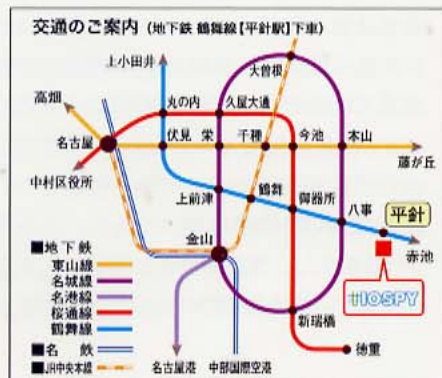 交通のご案内(地下鉄 鶴舞線【平針駅】下車)
上小田井
大曽根
高畑
丸の内
久屋大通
名古屋
伏見
栄
千種
今池
本山
藤が丘
中村区役所
上前津
鶴舞
御器所
八事
平針
赤池
金山
HOSPY
新瑞橋
徳重
名古屋港
中部国際空港
■地下鉄
東山線
名城線
名港線
桜通線
鶴舞線
■名鉄
■JR中央本線